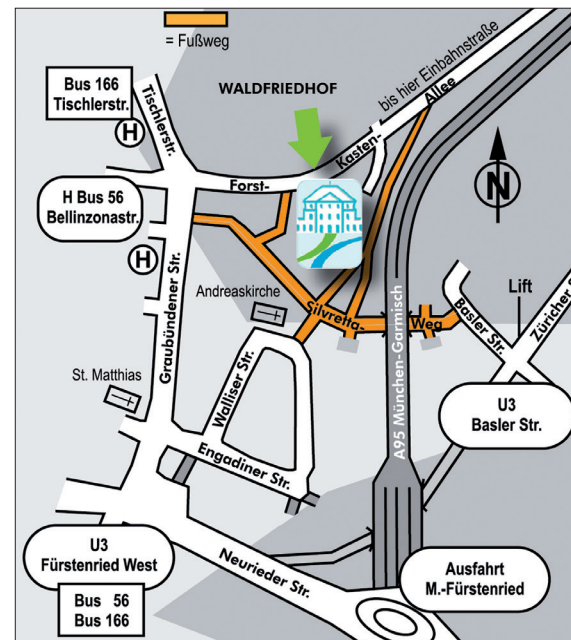 = Fußweg
Bus 166
Tischlerstr.
H
Tischlerstr.
WALDFRIEDHOF
bis hier Einbahnstraße
Forst-
Kasten-
Allee
N
H Bus 56
Bellinzonastr.
H
Graubündener Str.
Andreaskirche
Silvretta-
Weg
Basler Str.
Lift
Züricher S
St. Matthias
Walliser Str.
A95 München-Garmisch
U3
Basler Str.
Engadiner Str.
U3
Fürstenried West
Neurieder Str.
Ausfahrt
M.-Fürstenried
Bus 56
Bus 166